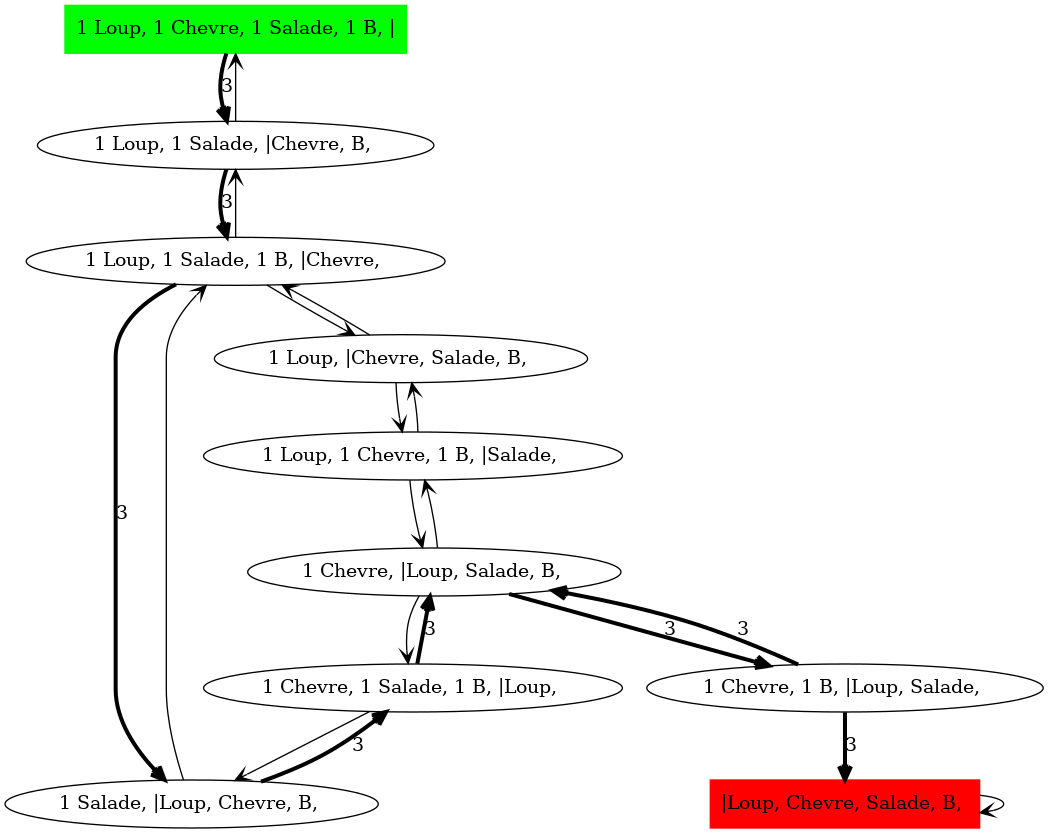 1 Loup, 1 Chevre, 1 Salade, 1 B, |
3
1 Loup, 1 Salade, |Chevre, B,
3
1 Loup, 1 Salade, 1 B, |Chevre,
1 Loup, |Chevre, Salade, B,
1 Loup, 1 Chevre, 1 B, |Salade,
3
1 Chevre, |Loup, Salade, B,
3
3
3
1 Chevre, 1 Salade, 1 B, |Loup,
1 Chevre, 1 B, |Loup, Salade,
3
3
1 Salade, |Loup, Chevre, B,
|Loup, Chevre, Salade, B,